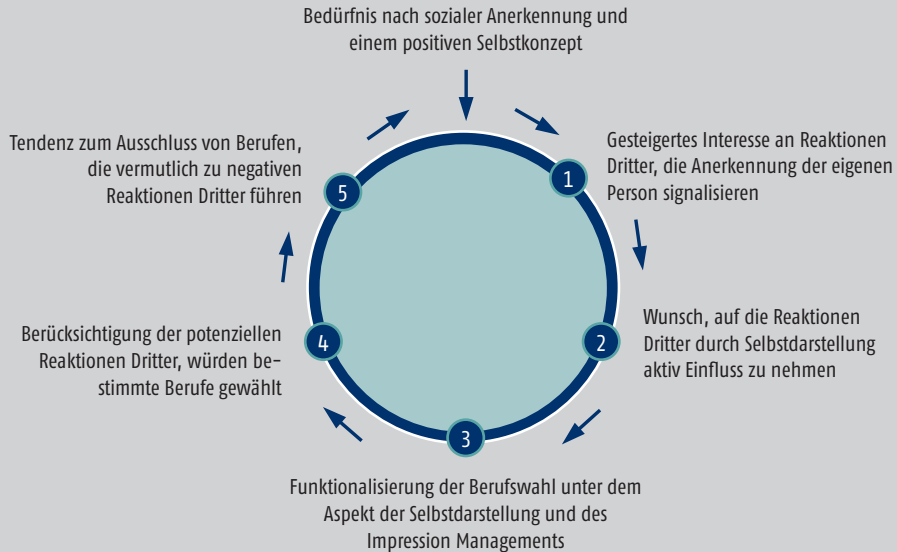 Bedürfnis nach sozialer Anerkennung und
einem positiven Selbstkonzept
1
Gesteigertes Interesse an Reaktionen
Dritter, die Anerkennung der eigenen
Person signalisieren
2
Wunsch, auf die Reaktionen
Dritter durch Selbstdarstellung
aktiv Einfluss zu nehmen
3
Funktionalisierung der Berufswahl unter dem
Aspekt der Selbstdarstellung und des
Impression Managements
4
Berücksichtigung der potenziellen
Reaktionen Dritter, würden be-
stimmte Berufe gewählt
5
Tendenz zum Ausschluss von Berufen,
die vermutlich zu negativen
Reaktionen Dritter führen